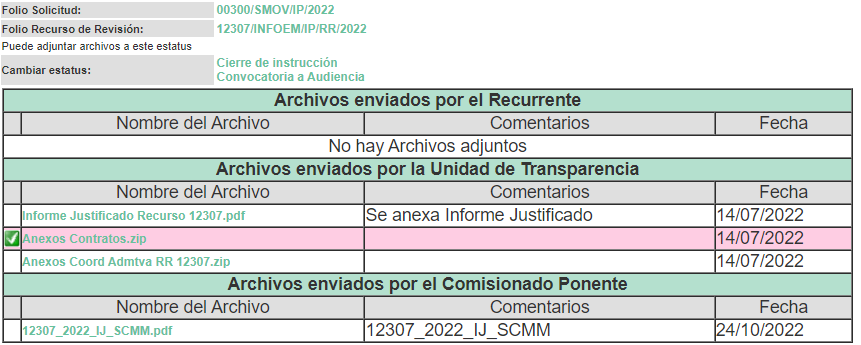 Folio Solicitud: 00300/SMOV/IP/2022
Folio Recurso de Revisión: 12307/INFOEM/IP/RR/2022
Puede adjuntar archivos a este estatus
Cambiar estatus: Cierre de instrucción
Convocatoria a Audiencia
Archivos enviados por el Recurrente
Nombre del Archivo Comentarios Fecha
No hay Archivos adjuntos
Archivos enviados por la Unidad de Transparencia
Nombre del Archivo Comentarios Fecha
Informe Justificado Recurso 12307.pdf Se anexa Informe Justificado 14/07/2022
Anexos Contratos.zip 14/07/2022
Anexos Coord Admtva RR 12307.zip 14/07/2022
Archivos enviados por el Comisionado Ponente
Nombre del Archivo Comentarios Fecha
12307_2022_IJ_SCMM.pdf 12307_2022_IJ_SCMM 24/10/2022